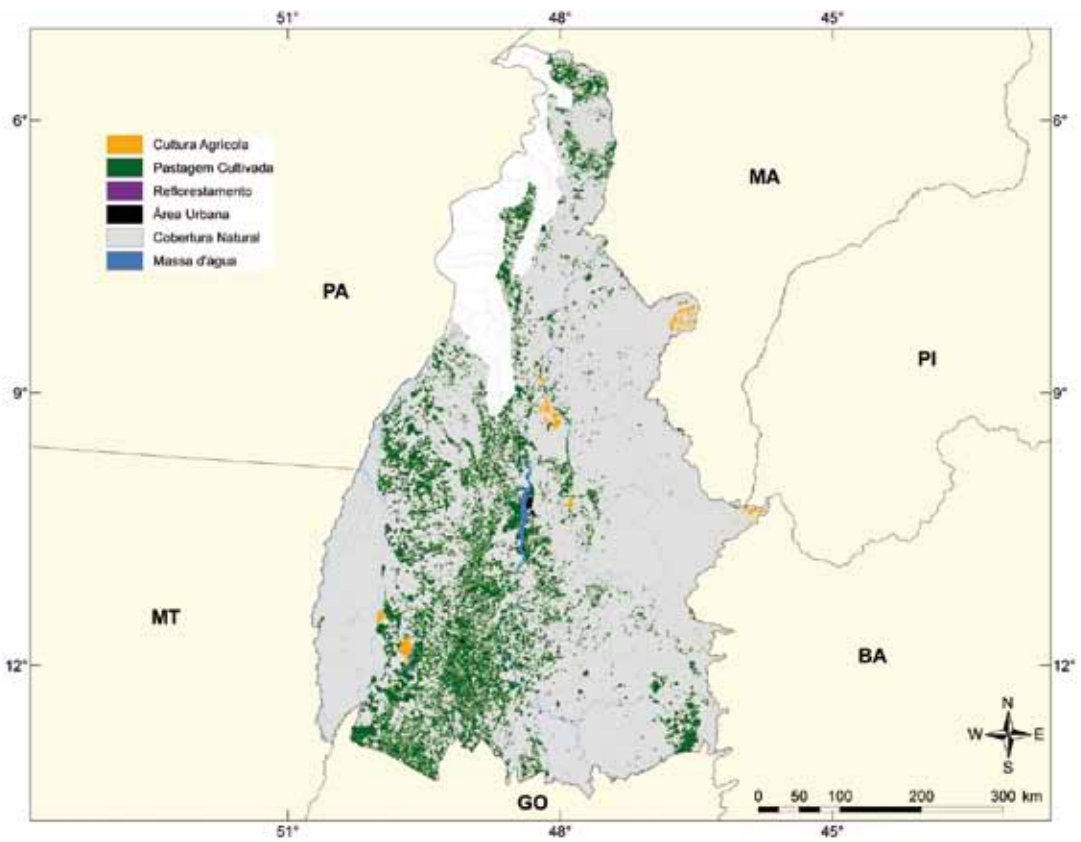 51° 48° 45°
6° 6°
Cultura Agrícola
Pastagem Cultivada
Reflorestamento
Área Urbana
Cobertura Natural
Massa d'água
MA
PA
PI
9° 9°
MT
BA
12° 12°
N
W E
S
0 50 100 200 300 km
GO
51° 48° 45°